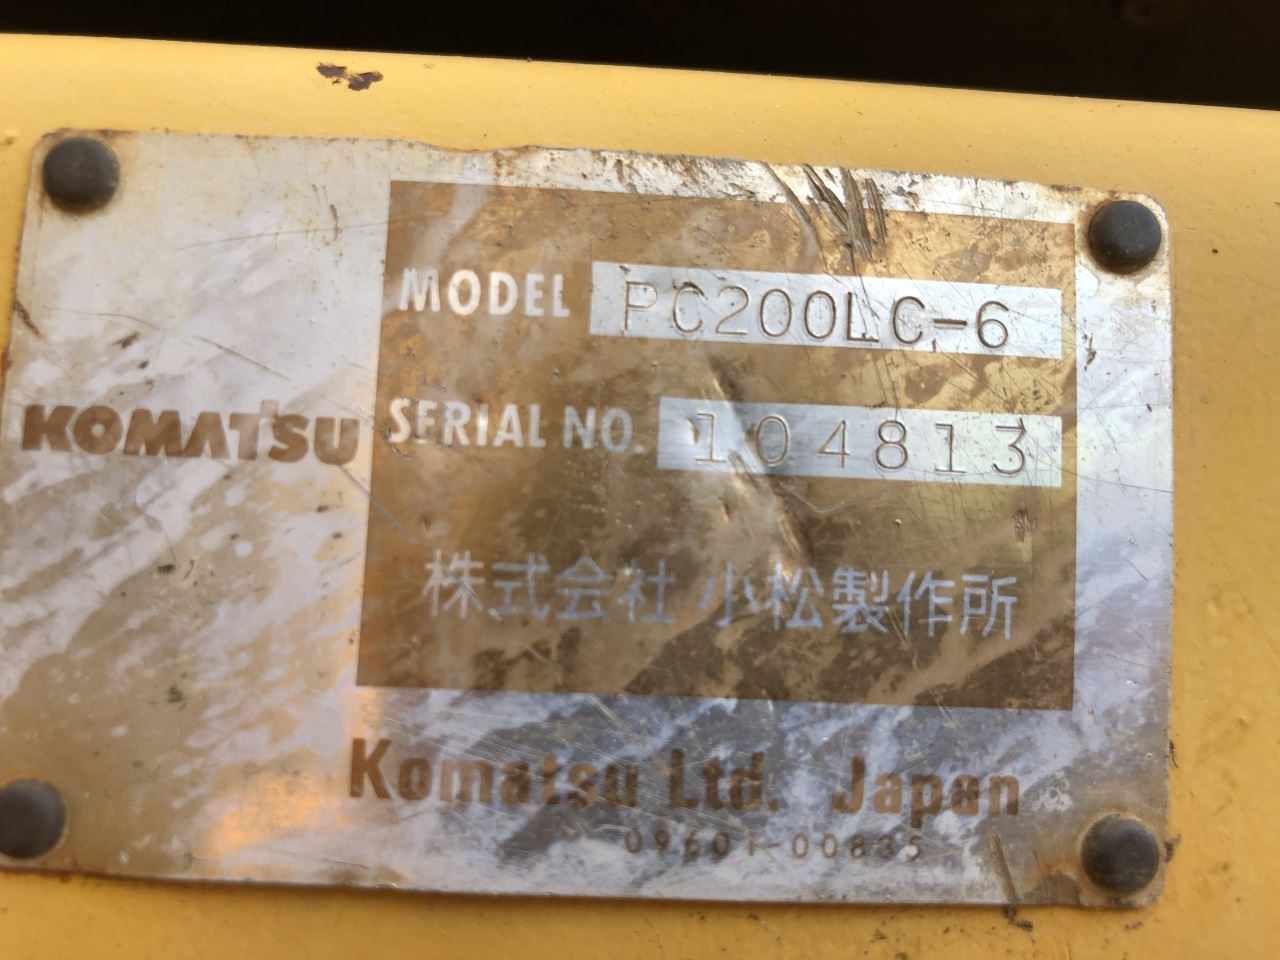 MODEL PC200LC-6
KOMATSU
SERIAL NO. 104813
株式会社 小松製作所
Komatsu Ltd. Japan
09601-00835